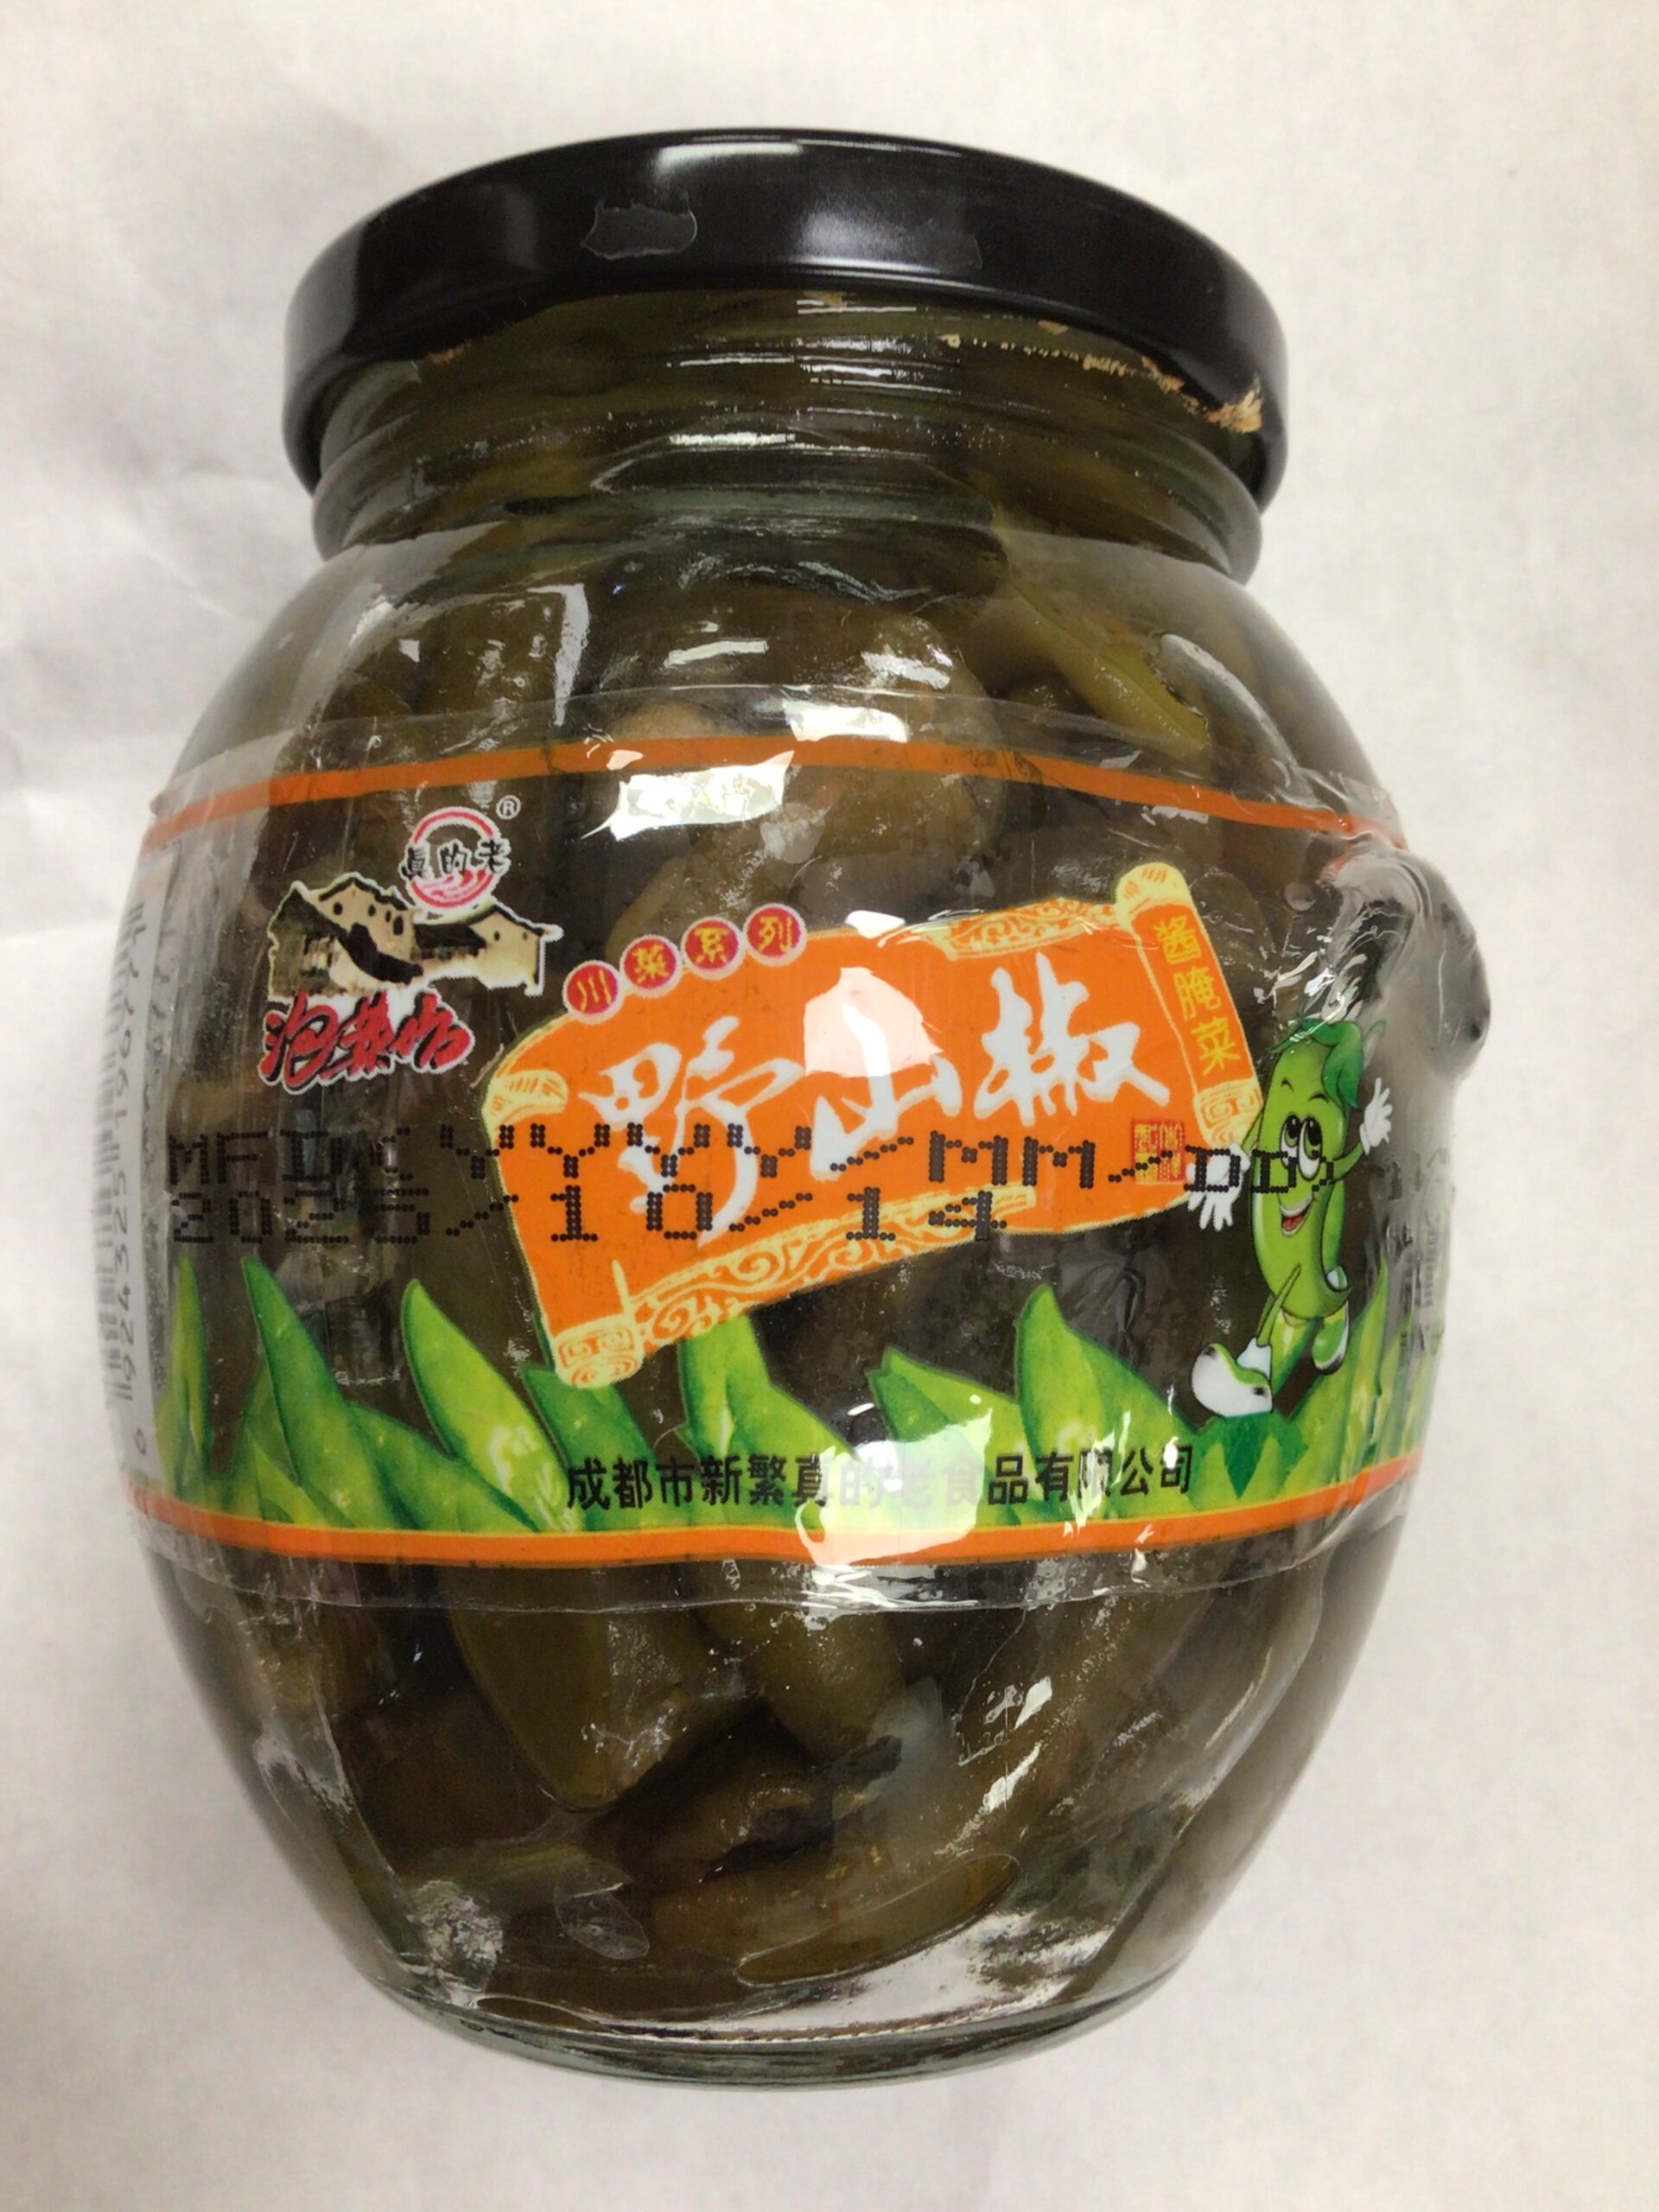 真的老
®
泡菜坊
川菜系列
野山椒
酱腌菜
MFD: YYYY/MM/DD
2025/10/14
成都市新繁真的老食品有限公司